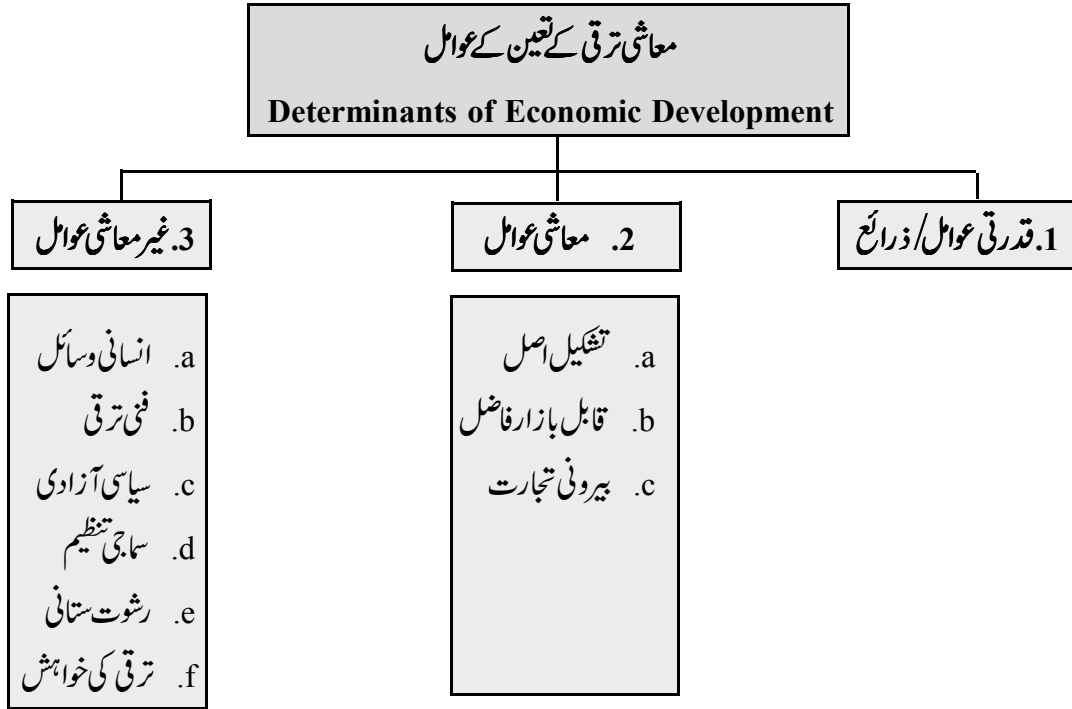 معاشی ترقی کے تعین کے عوامل
Determinants of Economic Development
1. قدرتی عوامل/ ذرائع
2. معاشی عوامل
a. تشکیل اصل
b. قابل بازار فاضل
c. بیرونی تجارت
3. غیر معاشی عوامل
a. انسانی وسائل
b. فنی ترقی
c. سیاسی آزادی
d. سماجی تنظیم
e. رشوت ستانی
f. ترقی کی خواہش